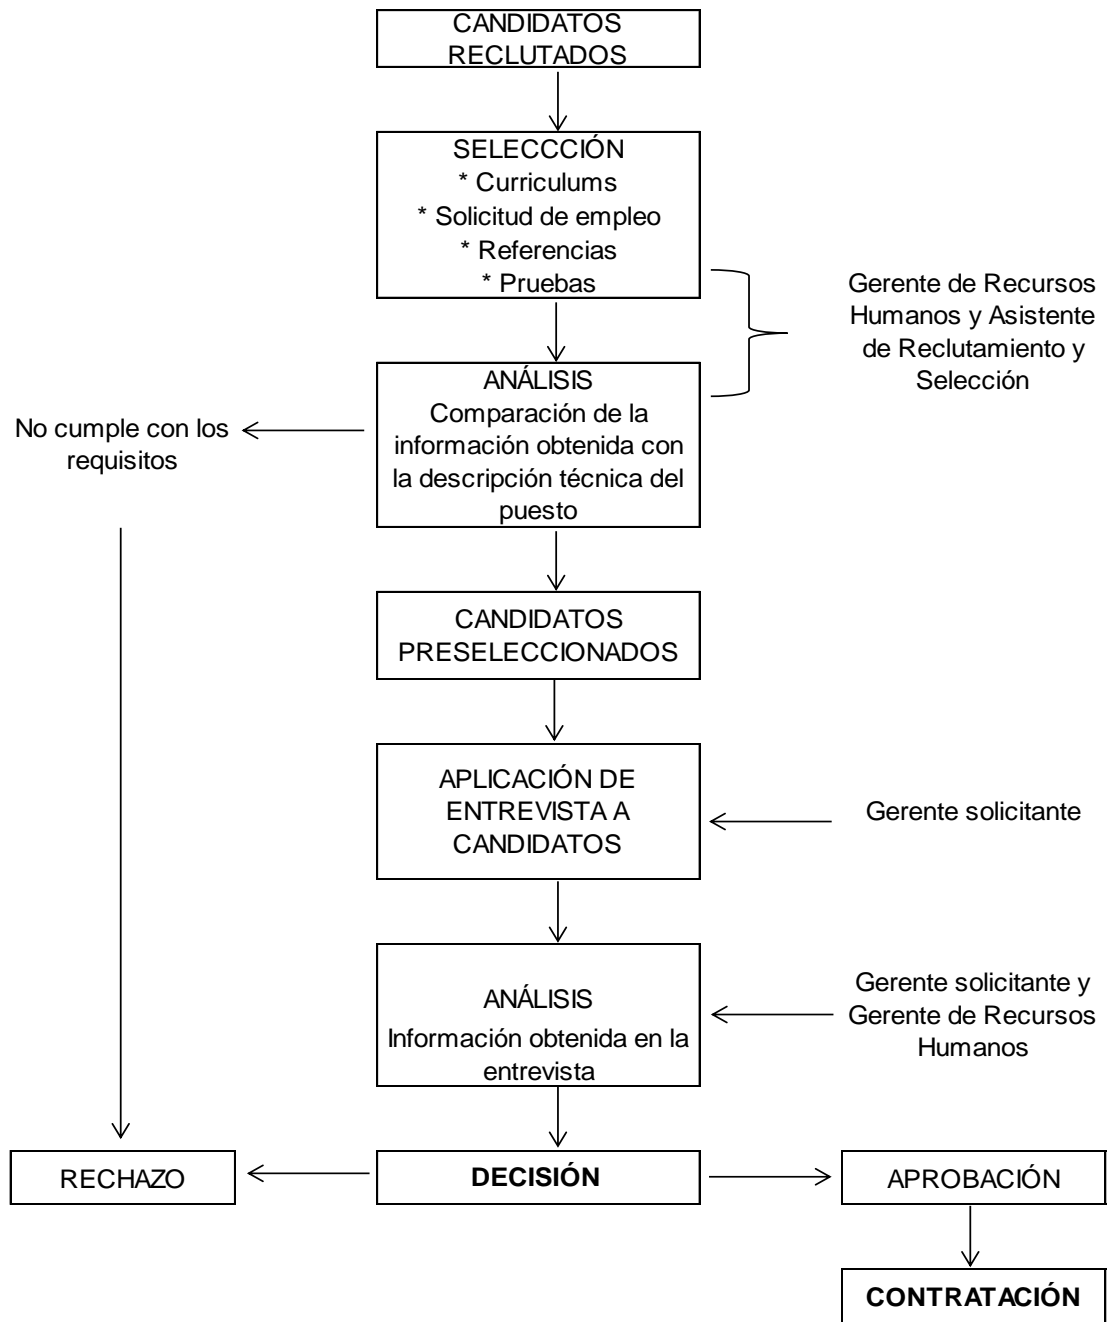 CANDIDATOS
RECLUTADOS
SELECCCIÓN
* Curriculums
* Solicitud de empleo
* Referencias
* Pruebas
Gerente de Recursos
Humanos y Asistente
de Reclutamiento y
Selección
ANÁLISIS
Comparación de la
información obtenida con
la descripción técnica del
puesto
No cumple con los
requisitos
CANDIDATOS
PRESELECCIONADOS
APLICACIÓN DE
ENTREVISTA A
CANDIDATOS
Gerente solicitante
ANÁLISIS
Información obtenida en la
entrevista
Gerente solicitante y
Gerente de Recursos
Humanos
RECHAZO
DECISIÓN
APROBACIÓN
CONTRATACIÓN